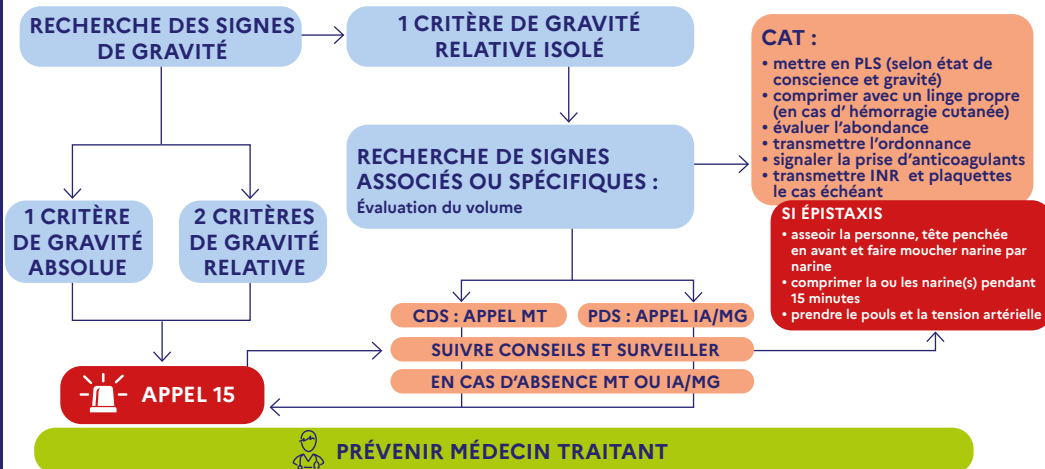 RECHERCHE DES SIGNES
DE GRAVITÉ
1 CRITÈRE DE GRAVITÉ
RELATIVE ISOLÉ
CAT :
• mettre en PLS (selon état de
conscience et gravité)
• comprimer avec un linge propre
(en cas d’ hémorragie cutanée)
• évaluer l’abondance
• transmettre l’ordonnance
• signaler la prise d’anticoagulants
• transmettre INR et plaquettes
le cas échéant
RECHERCHE DE SIGNES
ASSOCIÉS OU SPÉCIFIQUES :
Évaluation du volume
1 CRITÈRE
DE GRAVITÉ
ABSOLUE
2 CRITÈRES
DE GRAVITÉ
RELATIVE
SI ÉPISTAXIS
• asseoir la personne, tête penchée
en avant et faire moucher narine par
narine
• comprimer la ou les narine(s) pendant
15 minutes
• prendre le pouls et la tension artérielle
CDS : APPEL MT
PDS : APPEL IA/MG
SUIVRE CONSEILS ET SURVEILLER
EN CAS D’ABSENCE MT OU IA/MG
APPEL 15
PRÉVENIR MÉDECIN TRAITANT